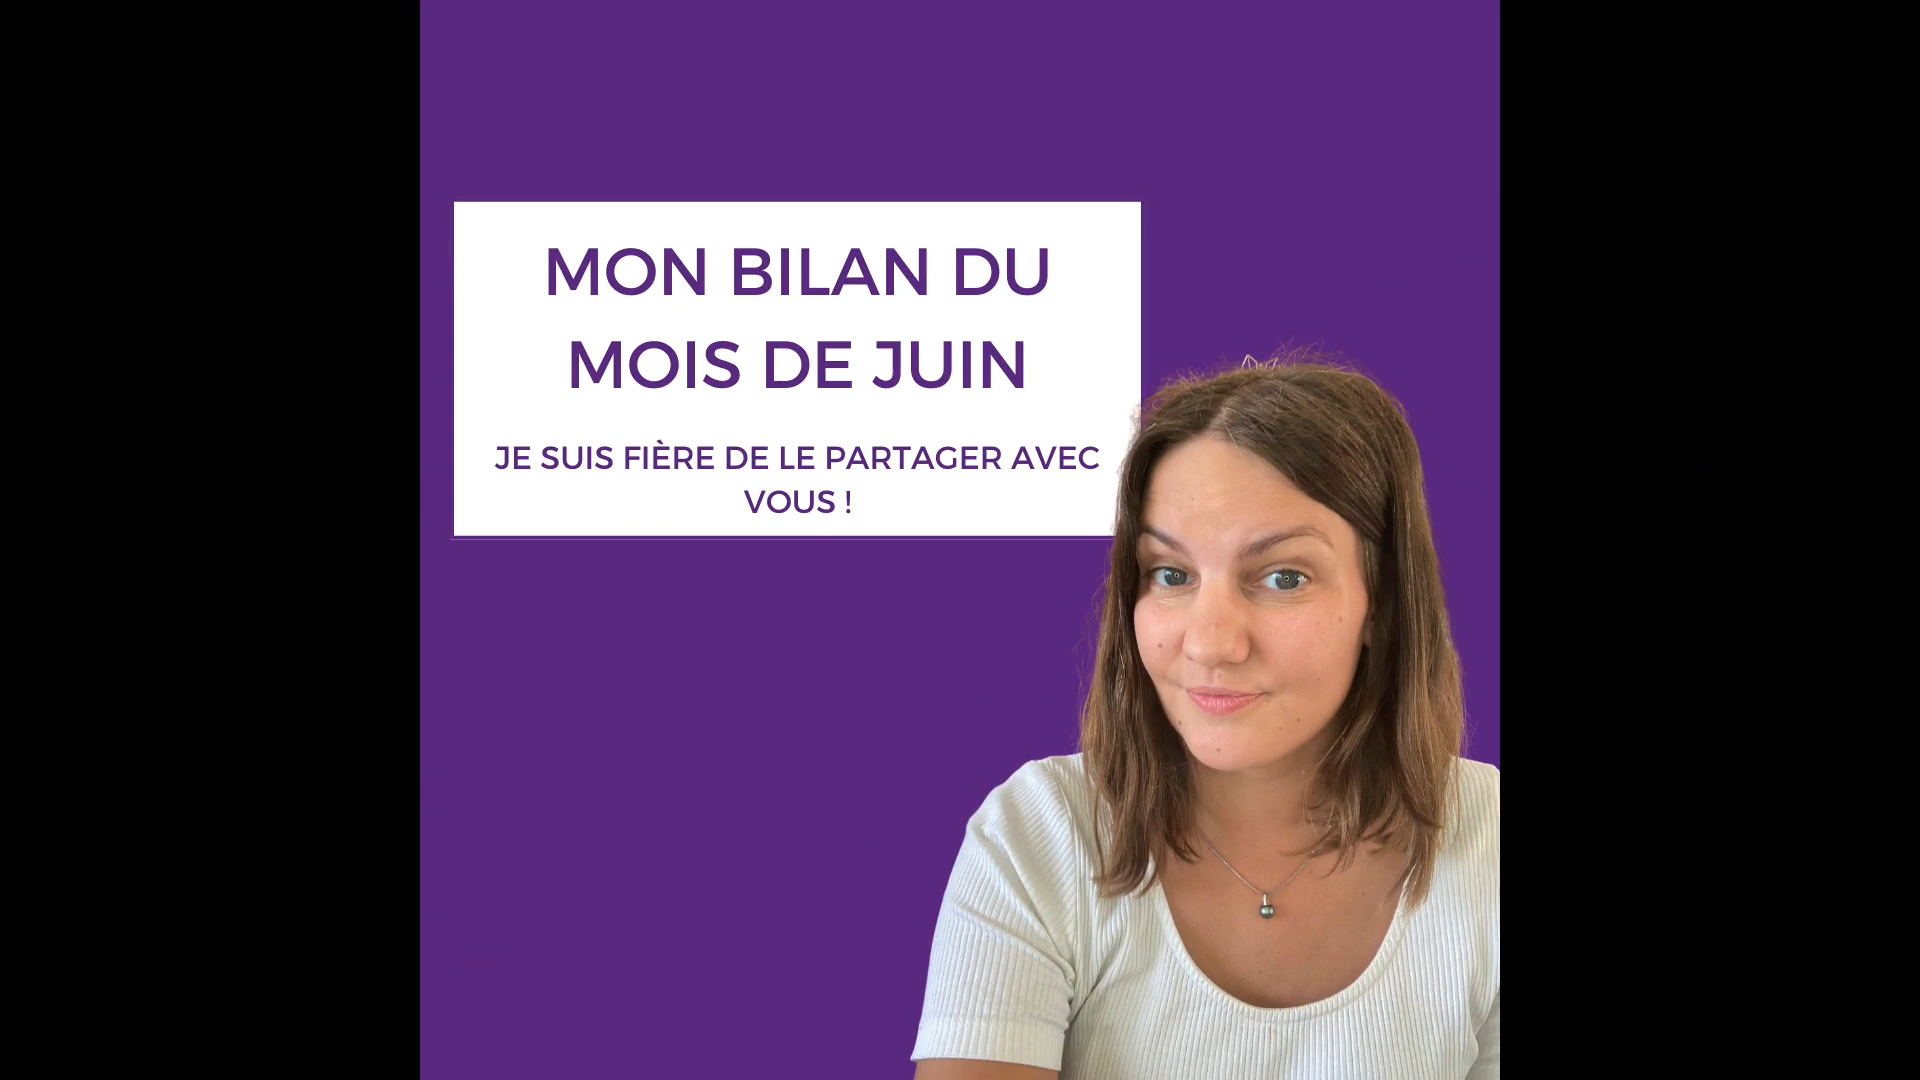 MON BILAN DU
MOIS DE JUIN
JE SUIS FIÈRE DE LE PARTAGER AVEC
VOUS !